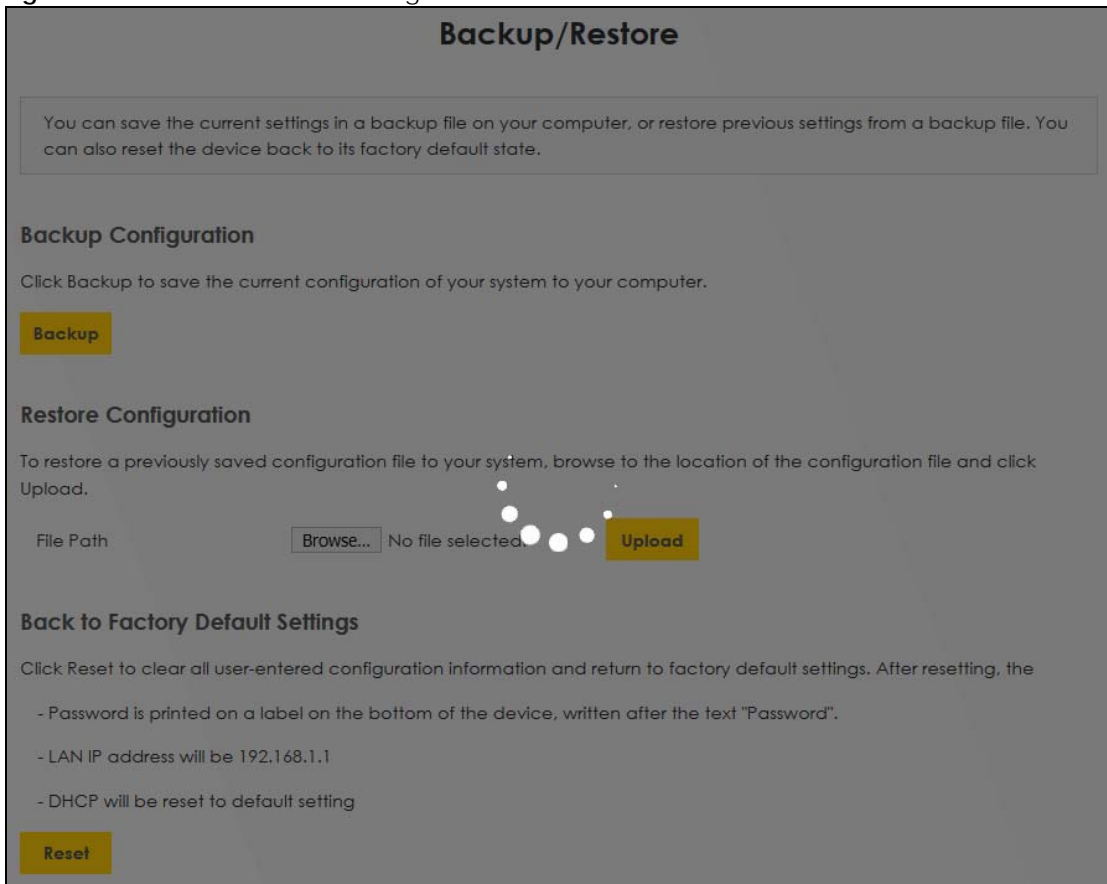 Backup/Restore
You can save the current settings in a backup file on your computer, or restore previous settings from a backup file. You
can also reset the device back to its factory default state.
Backup Configuration
Click Backup to save the current configuration of your system to your computer.
Backup
Restore Configuration
To restore a previously saved configuration file to your system, browse to the location of the configuration file and click
Upload.
File Path Browse... No file selected. Upload
Back to Factory Default Settings
Click Reset to clear all user-entered configuration information and return to factory default settings. After resetting, the
- Password is printed on a label on the bottom of the device, written after the text "Password".
- LAN IP address will be 192.168.1.1
- DHCP will be reset to default setting
Reset